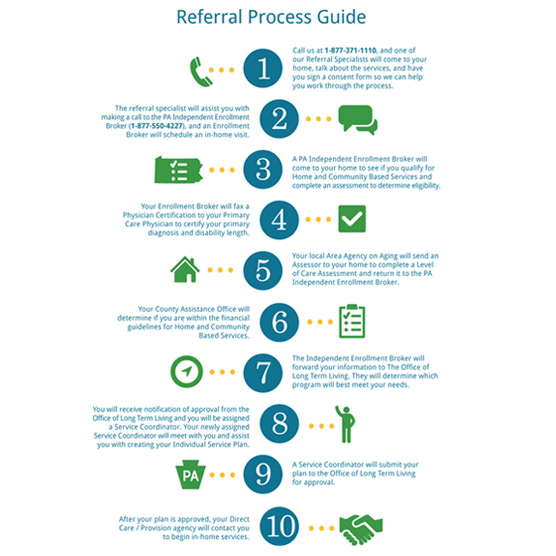 Referral Process Guide
1
Call us at 1-877-371-1110, and one of
our Referral Specialists will come to your
home, talk about the services, and have
you sign a consent form so we can help
you work through the process.
The referral specialist will assist you with
making a call to the PA Independent Enrollment
Broker (1-877-550-4227), and an Enrollment
Broker will schedule an in-home visit.
2
3
A PA Independent Enrollment Broker will
come to your home to see if you qualify for
Home and Community Based Services and
complete an assessment to determine eligibility.
Your Enrollment Broker will fax a
Physician Certification to your Primary
Care Physician to certify your primary
diagnosis and disability length.
4
5
Your local Area Agency on Aging will send an
Assessor to your home to complete a Level
of Care Assessment and return it to the PA
Independent Enrollment Broker.
Your County Assistance Office will
determine if you are within the financial
guidelines for Home and Community
Based Services.
6
7
The Independent Enrollment Broker will
forward your information to The Office of
Long Term Living. They will determine which
program will best meet your needs.
You will receive notification of approval from the
Office of Long Term Living and you will be assigned
a Service Coordinator. Your newly assigned
Service Coordinator will meet with you and assist
you with creating your Individual Service Plan.
8
PA
9
A Service Coordinator will submit your
plan to the Office of Long Term Living
for approval.
After your plan is approved, your Direct
Care / Provision agency will contact you
to begin in-home services.
10